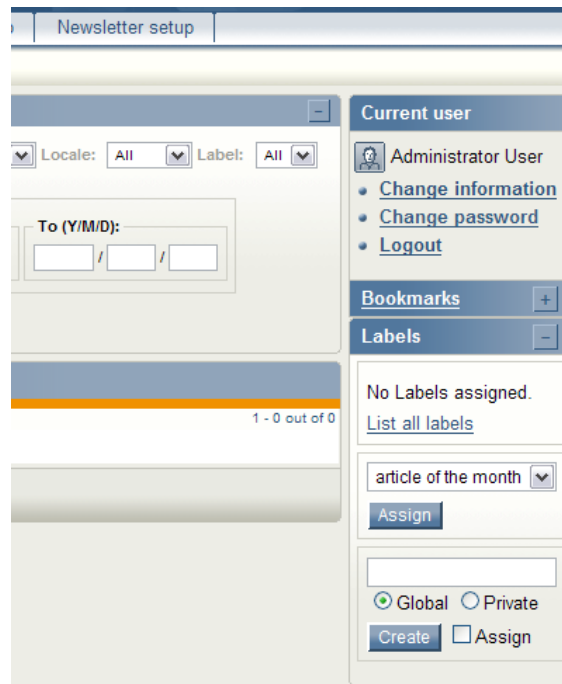 Newsletter setup
Current user
Locale: All Label: All
Administrator User
Change information
To (Y/M/D):
Change password
/ /
Logout
Bookmarks +
Labels -
No Labels assigned.
1 - 0 out of 0
List all labels
article of the month
Assign
Global Private
Create Assign